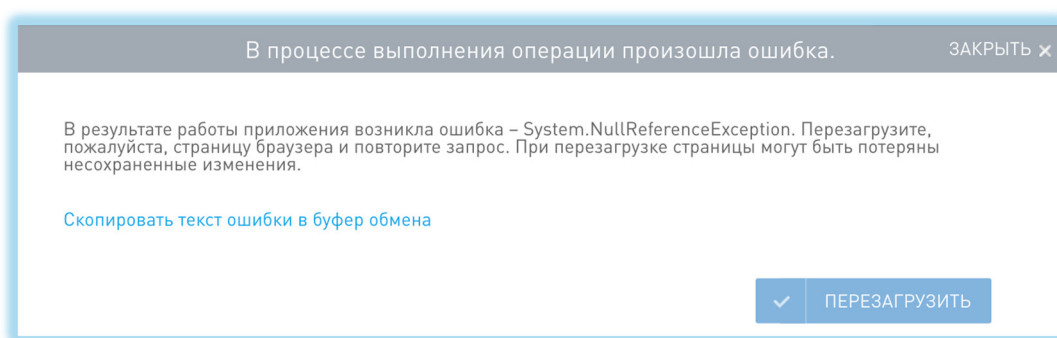 В процессе выполнения операции произошла ошибка.
ЗАКРЫТЬ ×
В результате работы приложения возникла ошибка – System.NullReferenceException. Перезагрузите,
пожалуйста, страницу браузера и повторите запрос. При перезагрузке страницы могут быть потеряны
несохраненные изменения.
Скопировать текст ошибки в буфер обмена
ПЕРЕЗАГРУЗИТЬ